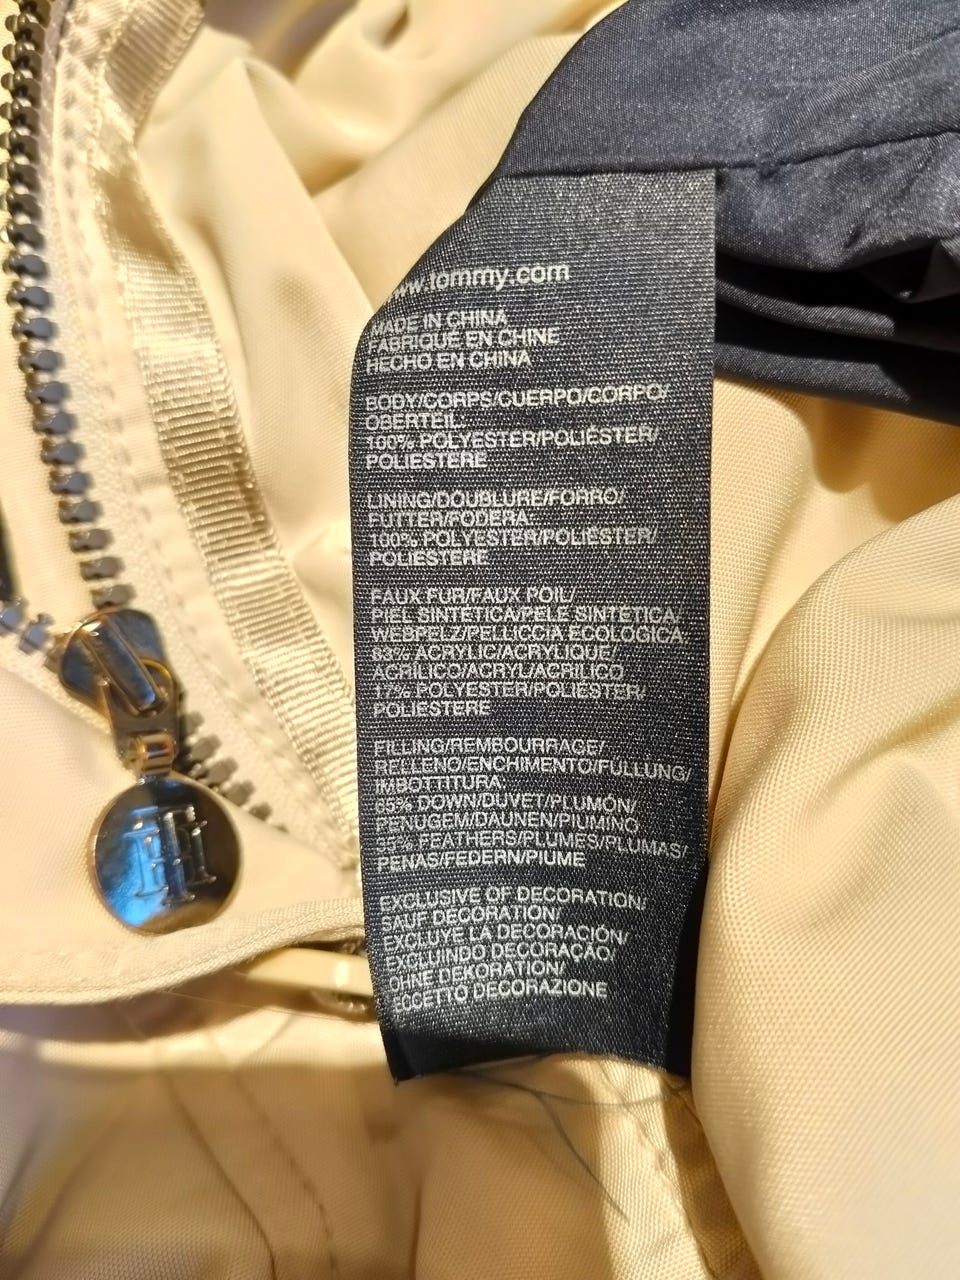 www.tommy.com
MADE IN CHINA
FABRIQUÉ EN CHINE
HECHO EN CHINA
BODY/CORPS/CUERPO/CORPO/
OBERTEIL:
100% POLYESTER/POLIÉSTER/
POLIESTERE
LINING/DOUBLURE/FORRO/
FUTTER/FODERA:
100% POLYESTER/POLIÉSTER/
POLIESTERE
FAUX FUR/FAUX POIL/
PIEL SINTETICA/PELE SINTETICA/
WEBPELZ/PELLICCIA ECOLOGICA:
83% ACRYLIC/ACRYLIQUE/
ACRILICO/ACRYL/ACRILICO
17% POLYESTER/POLIESTER/
POLIESTERE
FILLING/REMBOURRAGE/
RELLENO/ENCHIMENTO/FÜLLUNG/
IMBOTTITURA:
65% DOWN/DUVET/PLUMÓN/
PENUGEM/DAUNEN/PIUMINO
35% FEATHERS/PLUMES/PLUMAS/
PENAS/FEDERN/PIUME
EXCLUSIVE OF DECORATION/
SAUF DECORATION/
EXCLUYE LA DECORACIÓN/
EXCLUINDO DECORAÇÃO/
OHNE DEKORATION/
ECCETTO DECORAZIONE